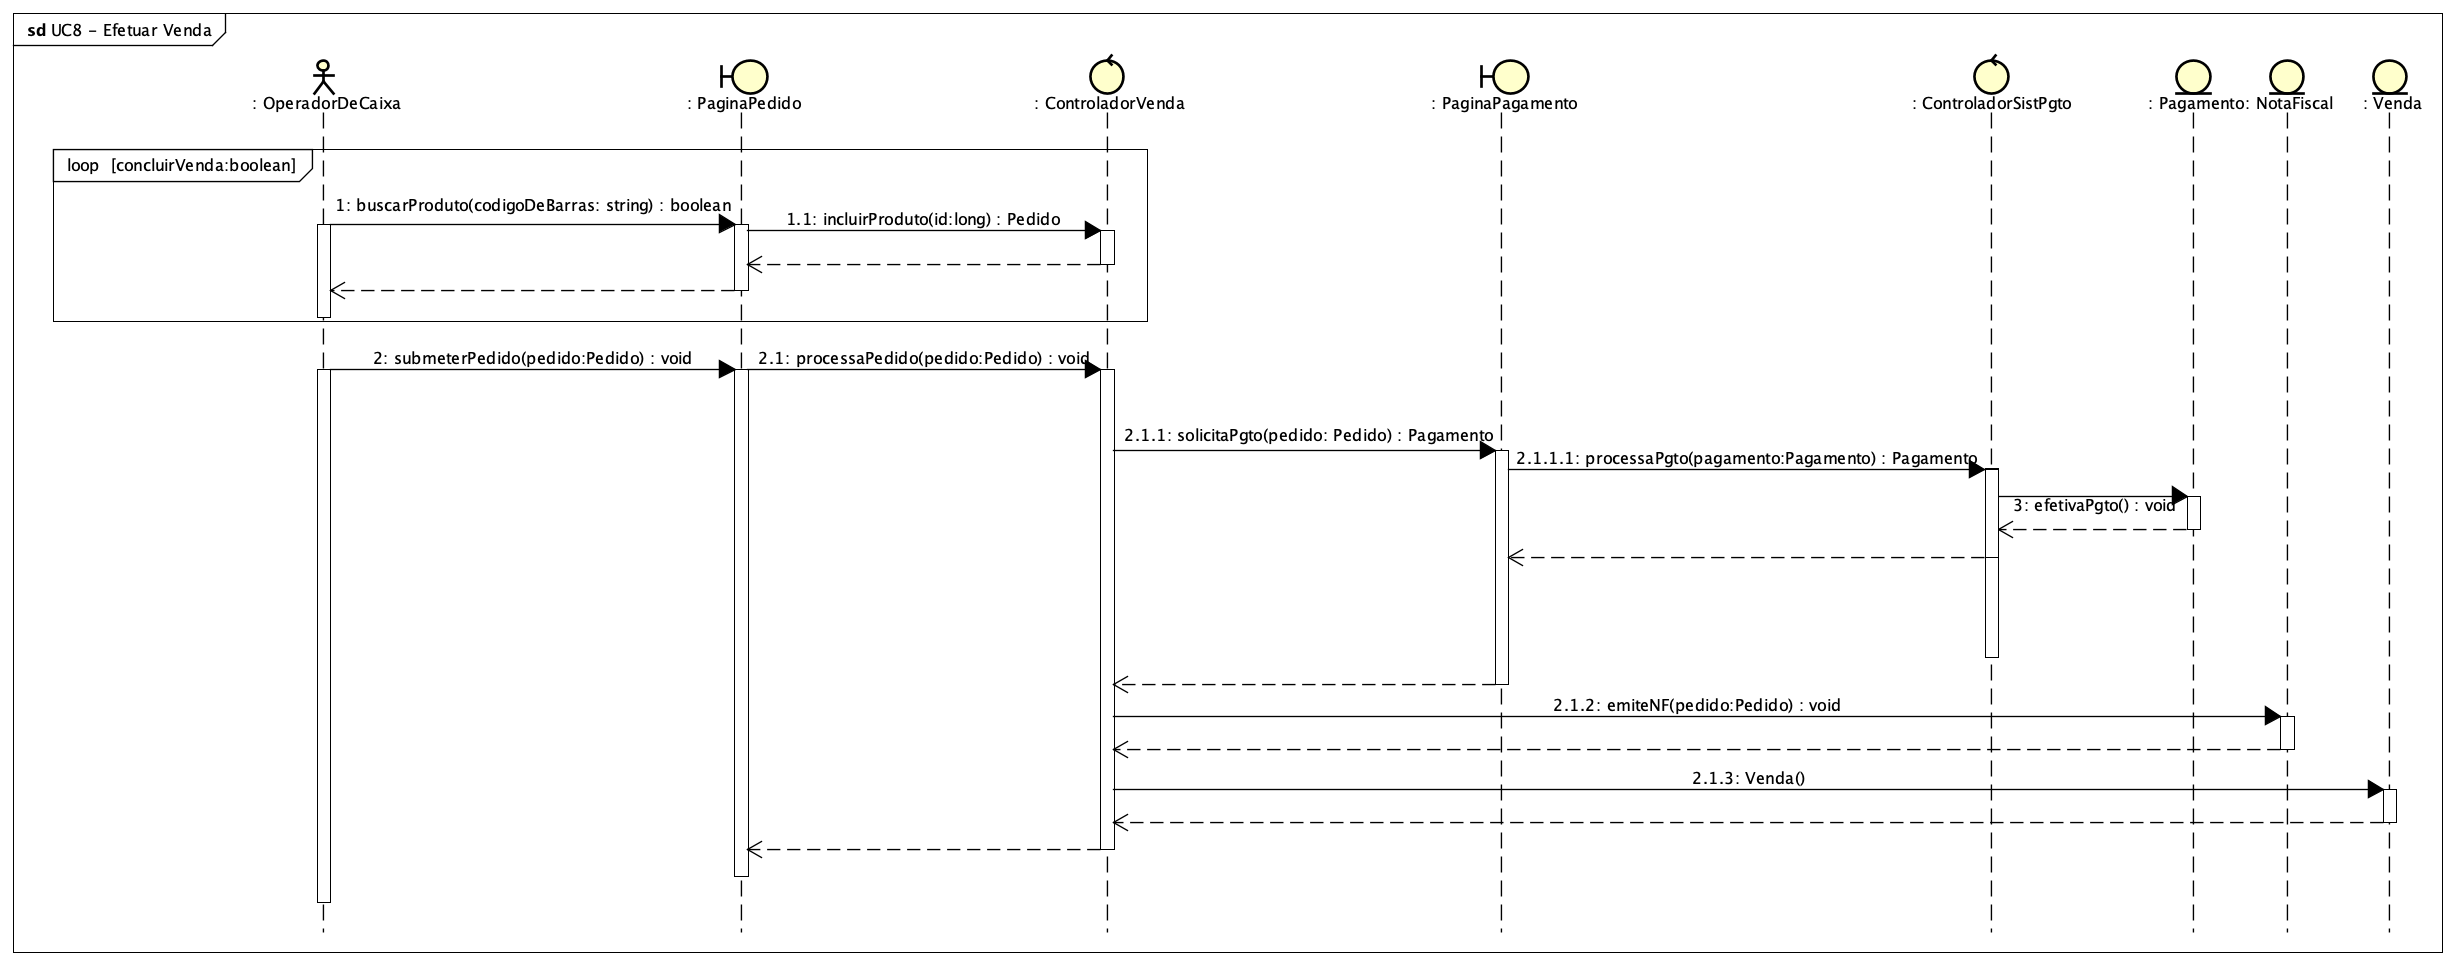 sd UC8 - Efetuar Venda
: OperadorDeCaixa
: PaginaPedido
: ControladorVenda
: PaginaPagamento
: ControladorSistPgto
: Pagamento
: NotaFiscal
: Venda
loop [concluirVenda:boolean]
1: buscarProduto(codigoDeBarras: string) : boolean
1.1: incluirProduto(id:long) : Pedido
2: submeterPedido(pedido:Pedido) : void
2.1: processaPedido(pedido:Pedido) : void
2.1.1: solicitaPgto(pedido: Pedido) : Pagamento
2.1.1.1: processaPgto(pagamento:Pagamento) : Pagamento
3: efetivaPgto() : void
2.1.2: emiteNF(pedido:Pedido) : void
2.1.3: Venda()